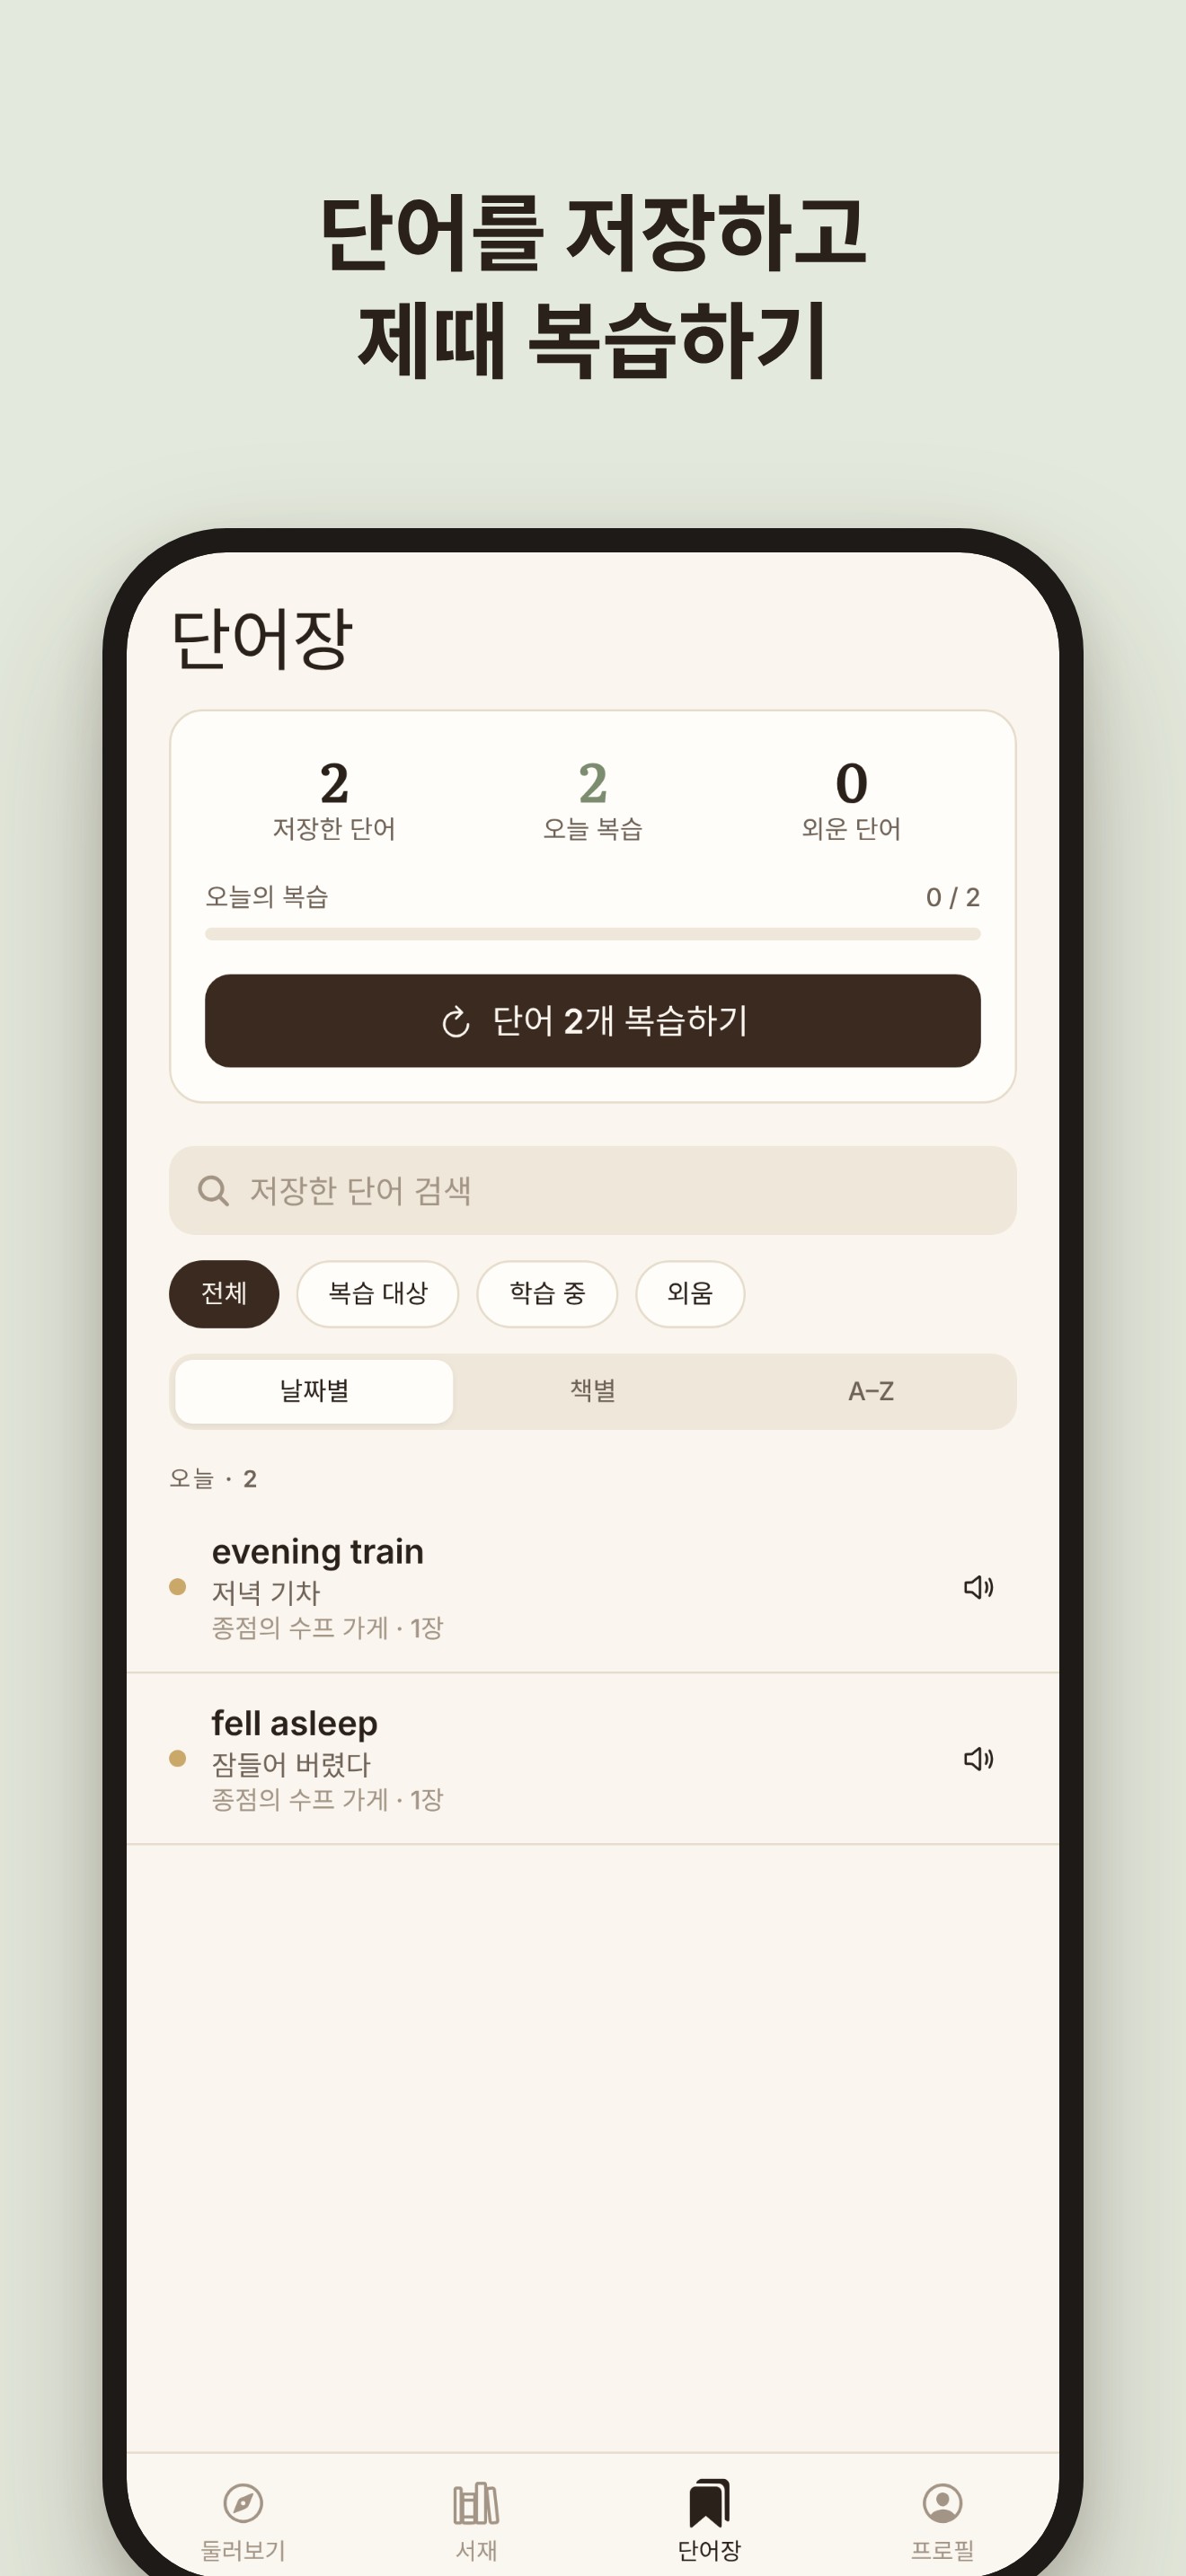 단어를 저장하고
제때 복습하기
단어장
2 2 0
저장한 단어 오늘 복습 외운 단어
오늘의 복습 0 / 2
단어 2개 복습하기
저장한 단어 검색
전체 복습 대상 학습 중 외움
날짜별 책별 A–Z
오늘 · 2
evening train
저녁 기차
종점의 수프 가게 · 1장
fell asleep
잠들어 버렸다
종점의 수프 가게 · 1장
둘러보기 서재 단어장 프로필